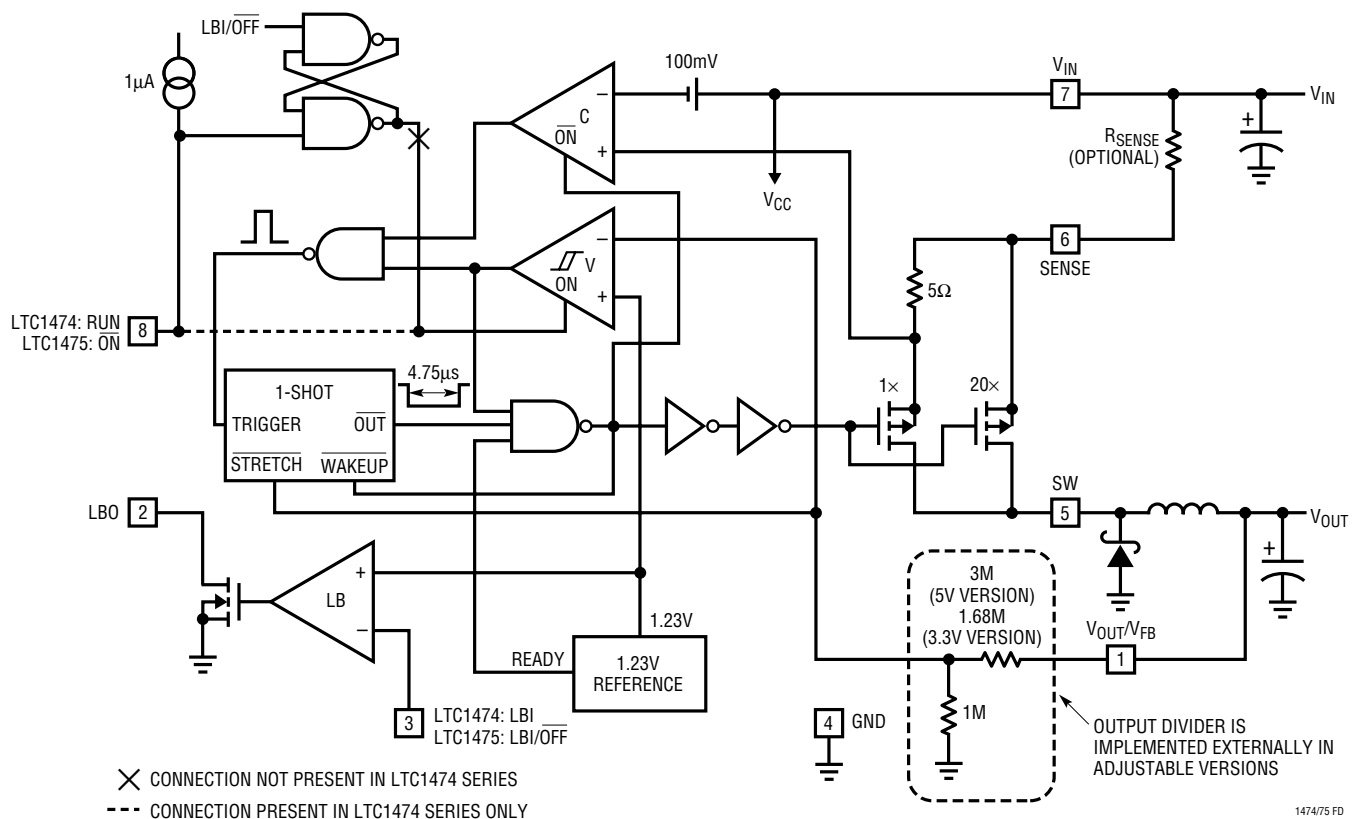 LBI/OFF
1µA
100mV
VIN
7
VIN
RSENSE
(OPTIONAL)
+
−
ON
C
+
VCC
6
SENSE
5Ω
−
V
ON
+
LTC1474: RUN
LTC1475: ON
8
4.75µs
1-SHOT
TRIGGER
OUT
STRETCH
WAKEUP
1×
20×
SW
5
VOUT
+
LBO
2
+
LB
−
1.23V
READY
1.23V
REFERENCE
3
LTC1474: LBI
LTC1475: LBI/OFF
3M
(5V VERSION)
1.68M
(3.3V VERSION)
VOUT/VFB
1
1M
4
GND
OUTPUT DIVIDER IS
IMPLEMENTED EXTERNALLY IN
ADJUSTABLE VERSIONS
CONNECTION NOT PRESENT IN LTC1474 SERIES
CONNECTION PRESENT IN LTC1474 SERIES ONLY
1474/75 FD